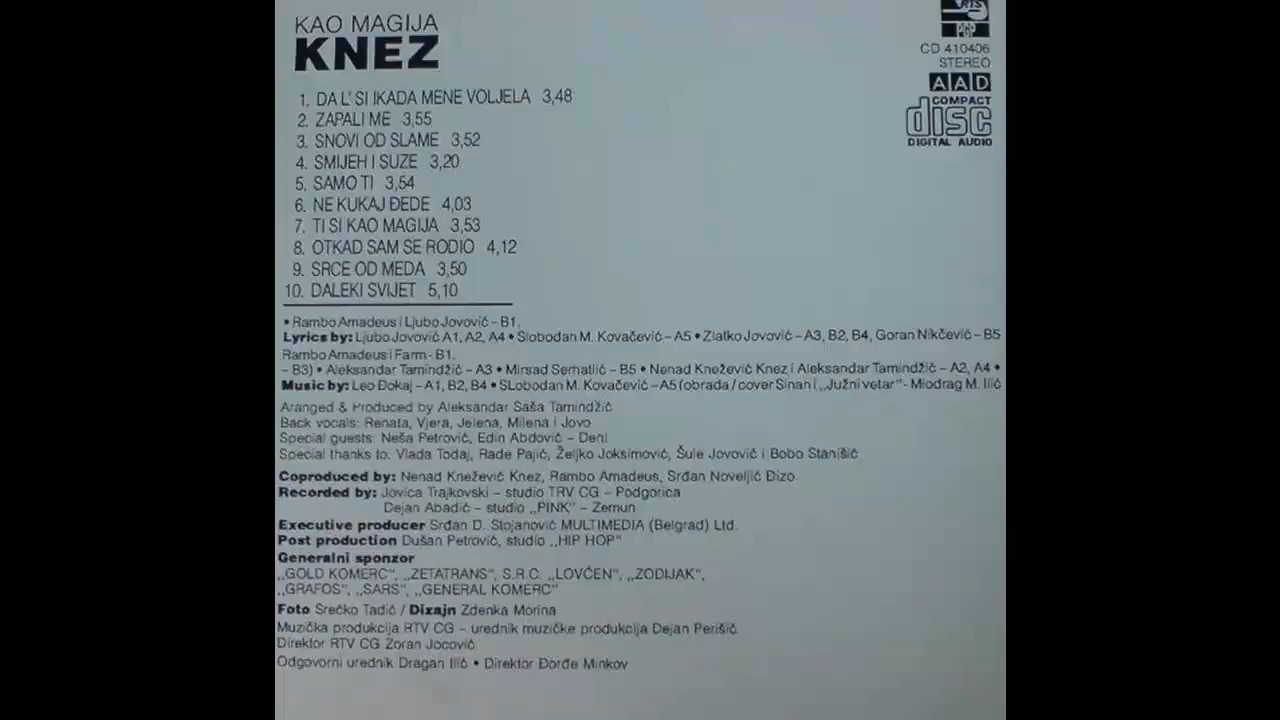 KAO MAGIJA
KNEZ
RTS
PGP
CD 410406
STEREO
AAD
COMPACT
disc
DIGITAL AUDIO
1. DA L' SI IKADA MENE VOLJELA 3,48
2. ZAPALI ME 3,55
3. SNOVI OD SLAME 3,52
4. SMIJEH I SUZE 3,20
5. SAMO TI 3,54
6. NE KUKAJ ĐEDE 4,03
7. TI SI KAO MAGIJA 3,53
8. OTKAD SAM SE RODIO 4,12
9. SRCE OD MEDA 3,50
10. DALEKI SVIJET 5,10
• Rambo Amadeus i Ljubo Jovović – B1,
Lyrics by: Ljubo Jovović A1, A2, A4 • Slobodan M. Kovačević – A5 • Zlatko Jovović – A3, B2, B4, Goran Nikčević – B5
Rambo Amadeus i Farm - B1.
– B3) • Aleksandar Tamindžić – A3 • Mirsad Serhatlić – B5 • Nenad Knežević Knez i Aleksandar Tamindžić – A2, A4 •
Music by: Leo Đokaj – A1, B2, B4 • SLobodan M. Kovačević – A5 (obrada / cover Sinan i „Južni vetar" - Miodrag M. Ilić
Aranged & Produced by Aleksandar Saša Tamindžić
Back vocals: Renata, Vjera, Jelena, Milena i Jovo
Special guests: Neša Petrović, Edin Abdović – Deni
Special thanks to: Vlada Todaj, Rade Pajić, Željko Joksimović, Šule Jovović i Bobo Stanišić
Coproduced by: Nenad Knežević Knez, Rambo Amadeus, Srđan Noveljić Đizo
Recorded by: Jovica Trajkovski – studio TRV CG – Podgorica
Dejan Abadić – studio „PINK" – Zemun
Executive producer Srđan D. Stojanović MULTIMEDIA (Belgrad) Ltd.
Post production Dušan Petrović, studio „HIP HOP"
Generalni sponzor
„GOLD KOMERC", „ZETATRANS", S.R.C. „LOVĆEN", „ZODIJAK",
„GRAFOS", „SARS", „GENERAL KOMERC"
Foto Srećko Tadić / Dizajn Zdenka Morina
Muzička produkcija RTV CG – urednik muzičke produkcija Dejan Perišić
Direktor RTV CG Zoran Jocović
Odgovorni urednik Dragan Ilić • Direktor Đorđe Minkov